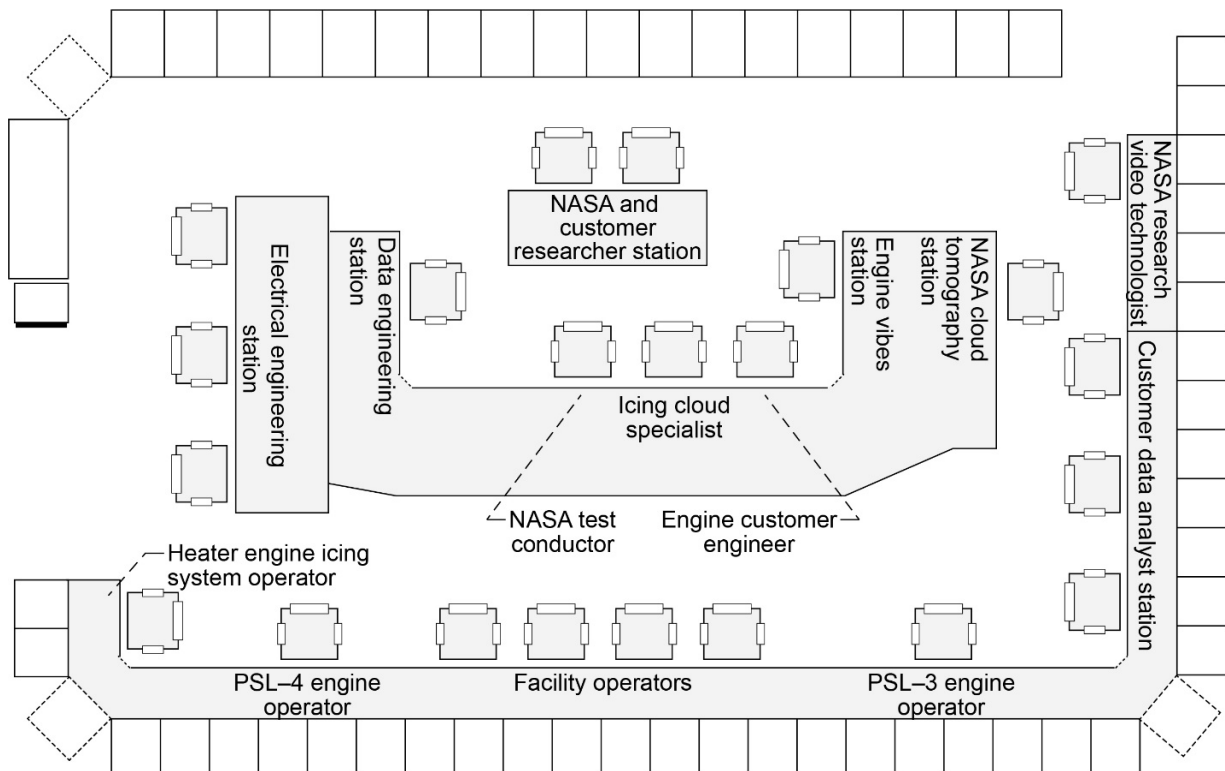 NASA and
customer
researcher station
NASA research
video technologist
Electrical engineering
station
Data engineering
station
Engine vibes
station
NASA cloud
tomography
station
Icing cloud
specialist
Customer data analyst station
NASA test
conductor
Engine customer
engineer
Heater engine icing
system operator
PSL–4 engine
operator
Facility operators
PSL–3 engine
operator